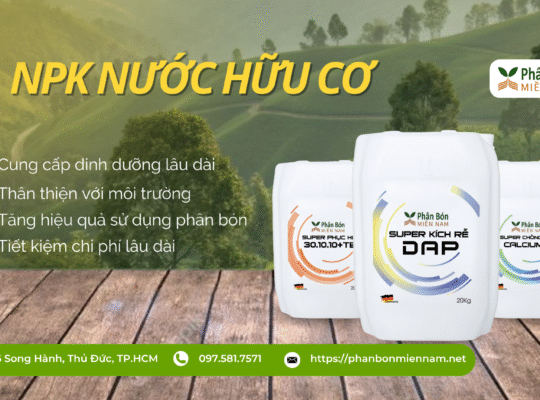 NPK NƯỚC HỮU CƠ
Phân
MIỀN
Cung cấp dinh dưỡng lâu dài
Thân thiện với môi trường
Tăng hiệu quả sử dụng phân bón
Tiết kiệm chi phí lâu dài
SUPER PHỤC H
30.10.10+TE
Phân Bón
MIỀN NAM
SUPER KÍCH RỄ
DAP
20Kg
SUPER CHỐN
CALCIUM
Song Hành, Thủ Đức, TP.HCM
097.581.7571
https://phanbonmiennam.net